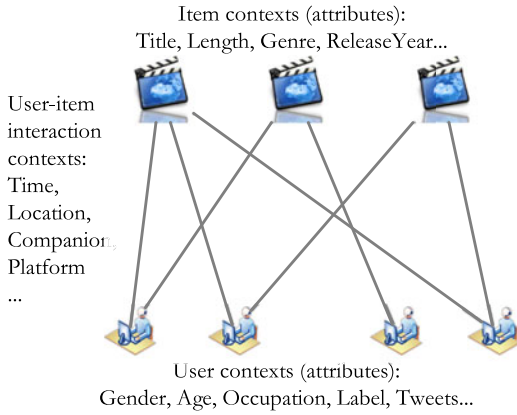 Item contexts (attributes):
Title, Length, Genre, ReleaseYear...
User-item
interaction
contexts:
Time,
Location,
Companion,
Platform
...
User contexts (attributes):
Gender, Age, Occupation, Label, Tweets...